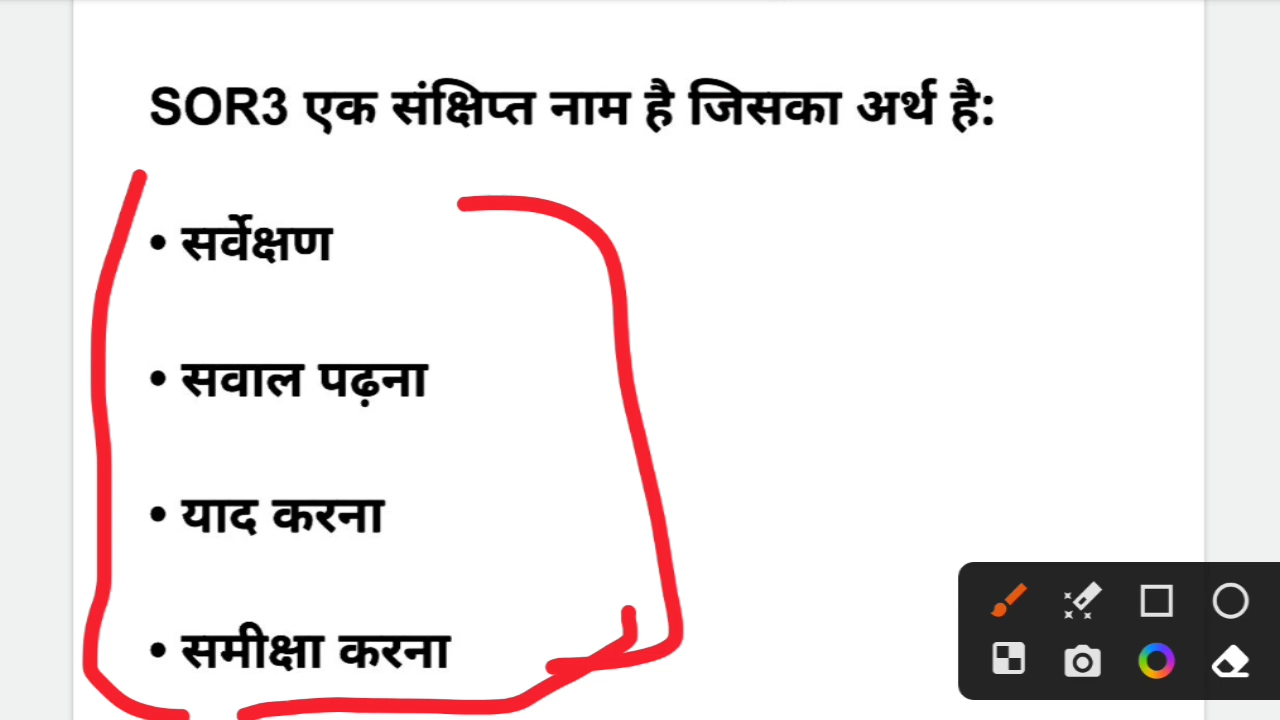 SOR3 एक संक्षिप्त नाम है जिसका अर्थ है:
• सर्वेक्षण
• सवाल पढ़ना
• याद करना
• समीक्षा करना